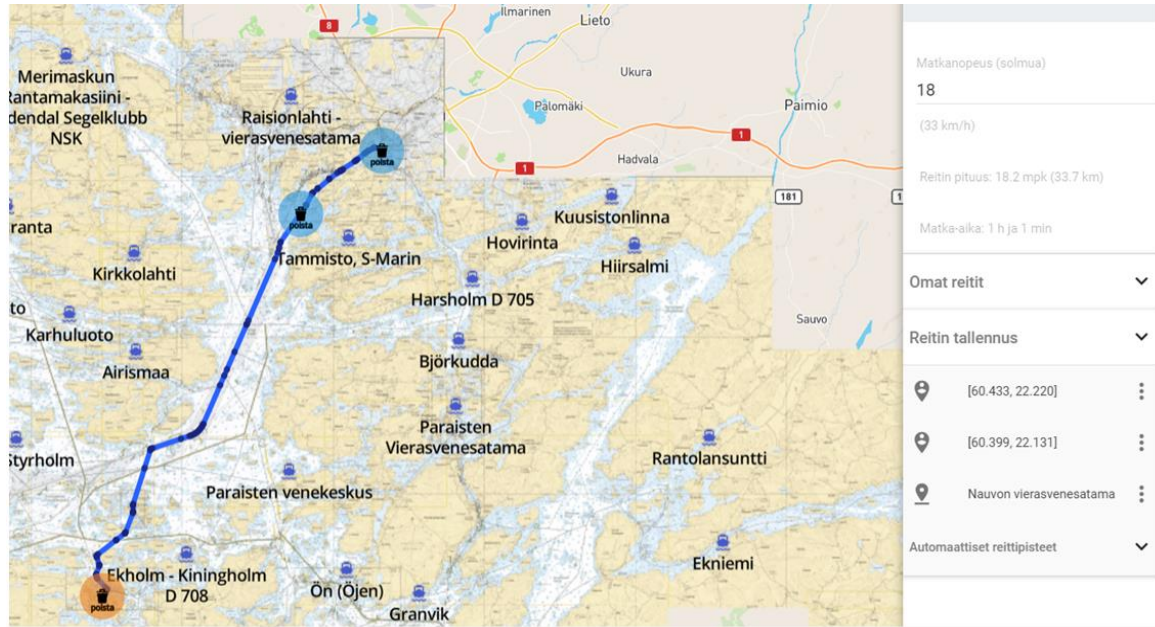 Ilmarinen
8
Lieto
Merimaskun
Rantamakasiini -
dendal Segelklubb
NSK
Ukura
Raisionlahti -
vierasvenesatama
Pålomäki
Paimio
1
poista
1
Hadvala
181
1
poista
Kuusistonlinna
ranta
Hovirinta
Tammisto, S-Marin
Hiirsalmi
Kirkkolahti
Harsholm D 705
to
Karhuluoto
Sauvo
Airismaa
Björkudda
Paraisten
Vierasvenesatama
Styrholm
Rantolansuntti
Paraisten venekeskus
Ekniemi
Ekholm - Kiningholm
D 708
Ön (Öjen)
poista
Granvik
Matkanopeus (solmua)
18
(33 km/h)
Reitin pituus: 18.2 mpk (33.7 km)
Matka-aika: 1 h ja 1 min
Omat reitit
Reitin tallennus
[60.433, 22.220]
[60.399, 22.131]
Nauvon vierasvenesatama
Automaattiset reittipisteet